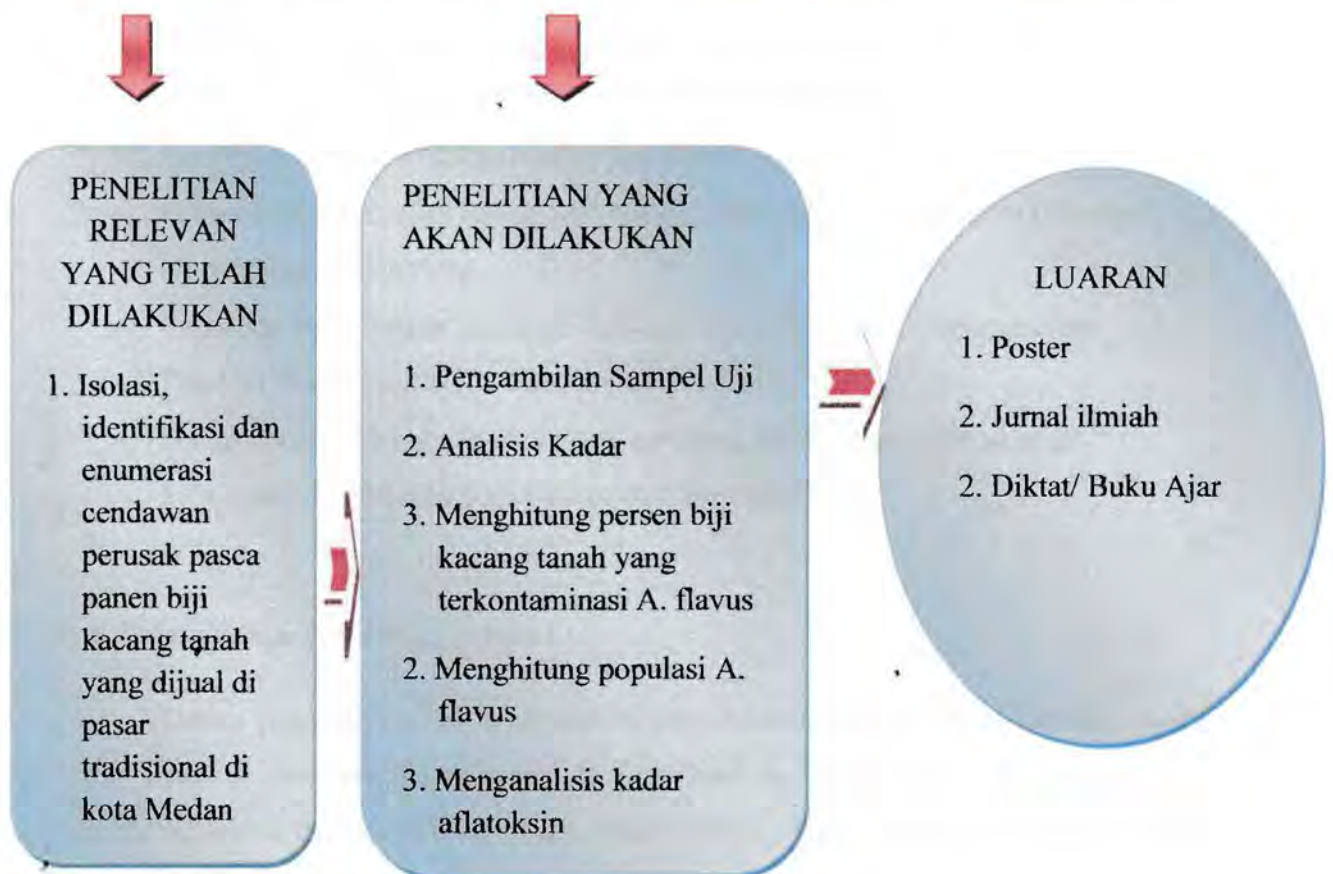 PENELITIAN
RELEVAN
YANG TELAH
DILAKUKAN
1. Isolasi,
identifikasi dan
enumerasi
cendawan
perusak pasca
panen biji
kacang tanah
yang dijual di
pasar
tradisional di
kota Medan
PENELITIAN YANG
AKAN DILAKUKAN
1. Pengambilan Sampel Uji
2. Analisis Kadar
3. Menghitung persen biji
kacang tanah yang
terkontaminasi A. flavus
2. Menghitung populasi A.
flavus
3. Menganalisis kadar
aflatoksin
LUARAN
1. Poster
2. Jurnal ilmiah
2. Diktat/ Buku Ajar